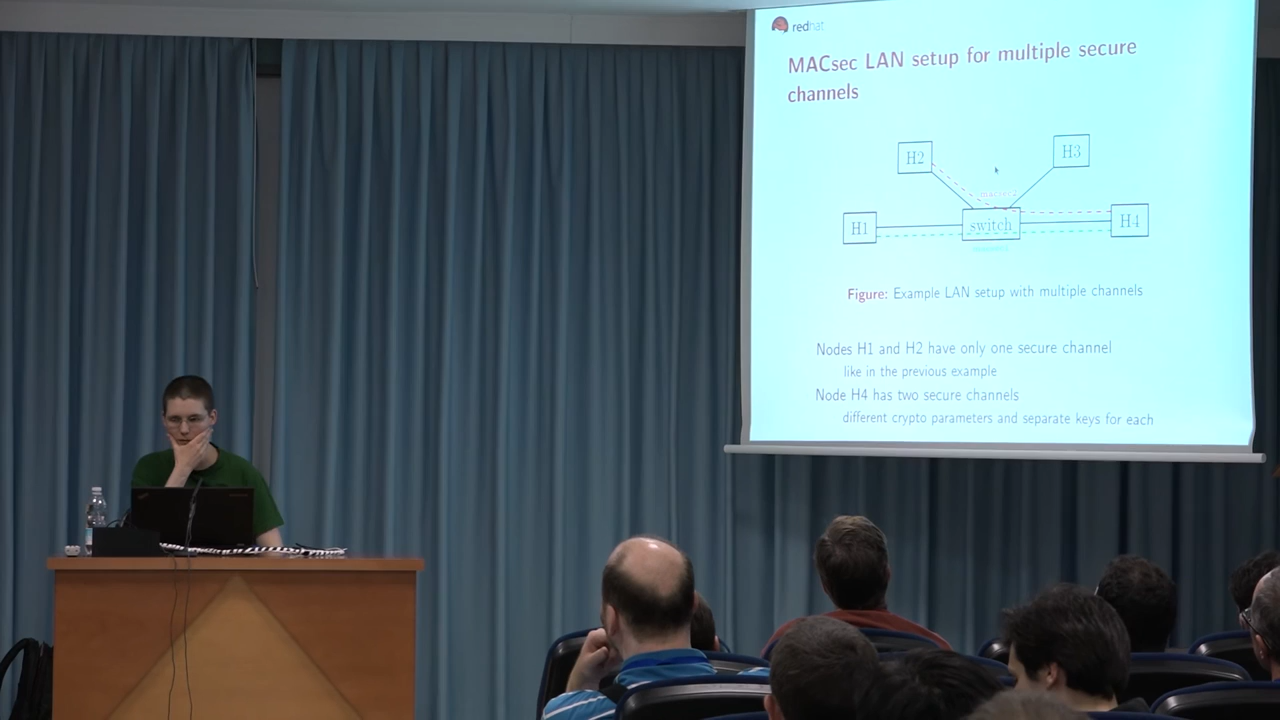 redhat
MACsec LAN setup for multiple secure
channels
H2
H3
H1
switch
H4
Figure: Example LAN setup with multiple channels
Nodes H1 and H2 have only one secure channel
like in the previous example
Node H4 has two secure channels
different crypto parameters and separate keys for each